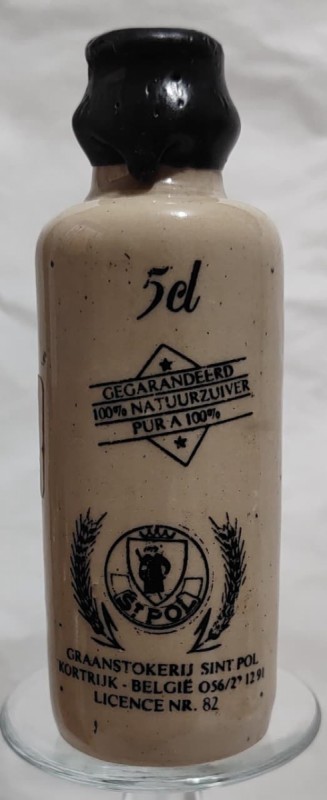 5cl
GEGARANDEERD
100% NATUURZUIVER
PUR A 100%
ST POL
GRAANSTOKERIJ SINT POL
KORTRIJK - BELGIË 056/2* 12 91
LICENCE NR. 82